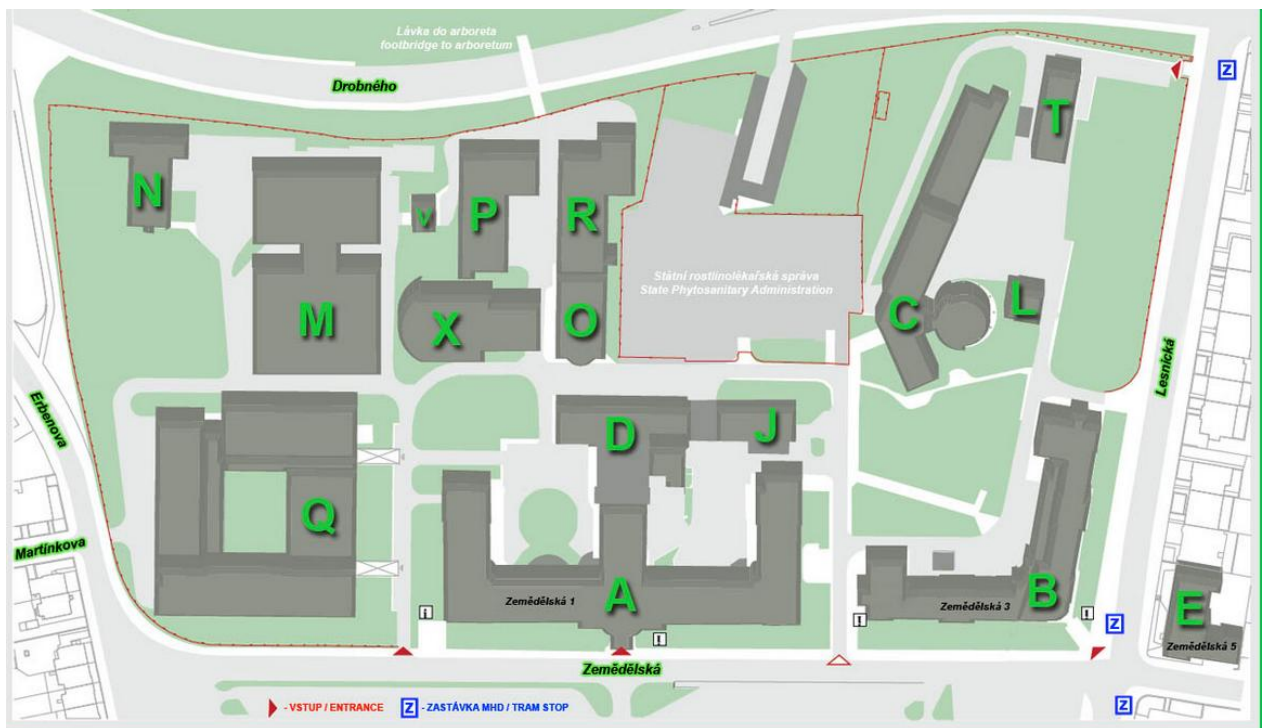 Lávka do arboreta
footbridge to arboretum
Drobného
Z
T
N
V
P
R
Státní rostlinolékařská správa
State Phytosanitary Administration
M
X
O
C
L
Lesnická
Erbenova
D
J
Q
Martínkova
A
B
E
Zemědělská 1
Zemědělská 3
Zemědělská 5
i
!
!
!
Z
Zemědělská
- VSTUP / ENTRANCE
Z - ZASTÁVKA MHD / TRAM STOP
Z